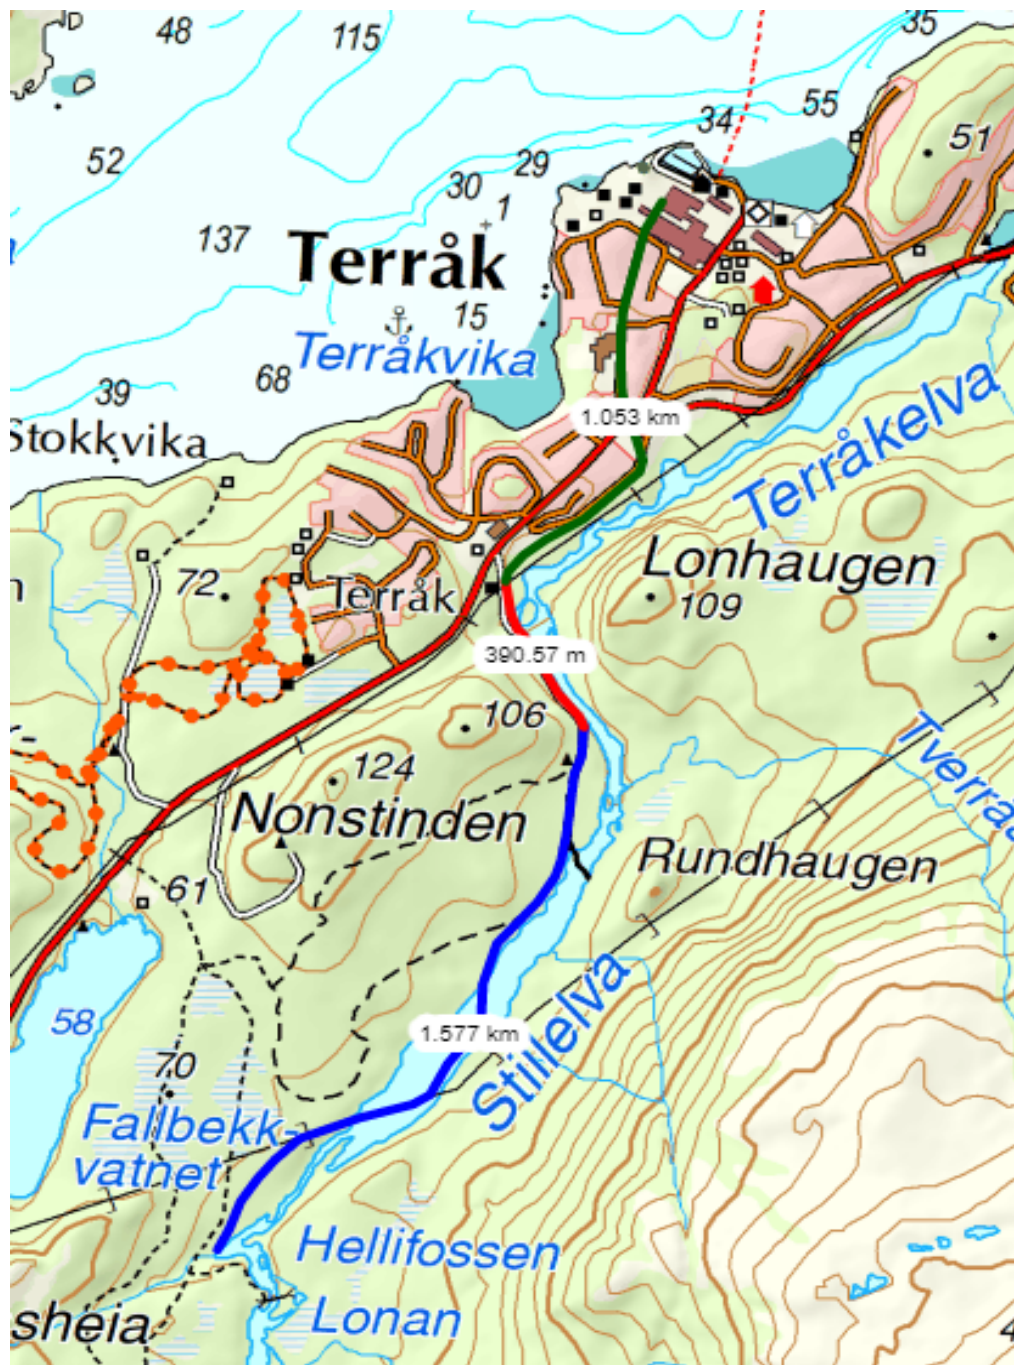 48
115
35
55
34
51
52
29
30
1
137
Terråk
15
Terråkvika
68
39
1.053 km
Stokkvika
Terråkelva
Lonhaugen
72
Terråk
109
390.57 m
106
124
Nonstinden
Rundhaugen
61
58
1.577 km
Stillelva
70
Fallbekk-
vatnet
Hellifossen
Lonan
sheia